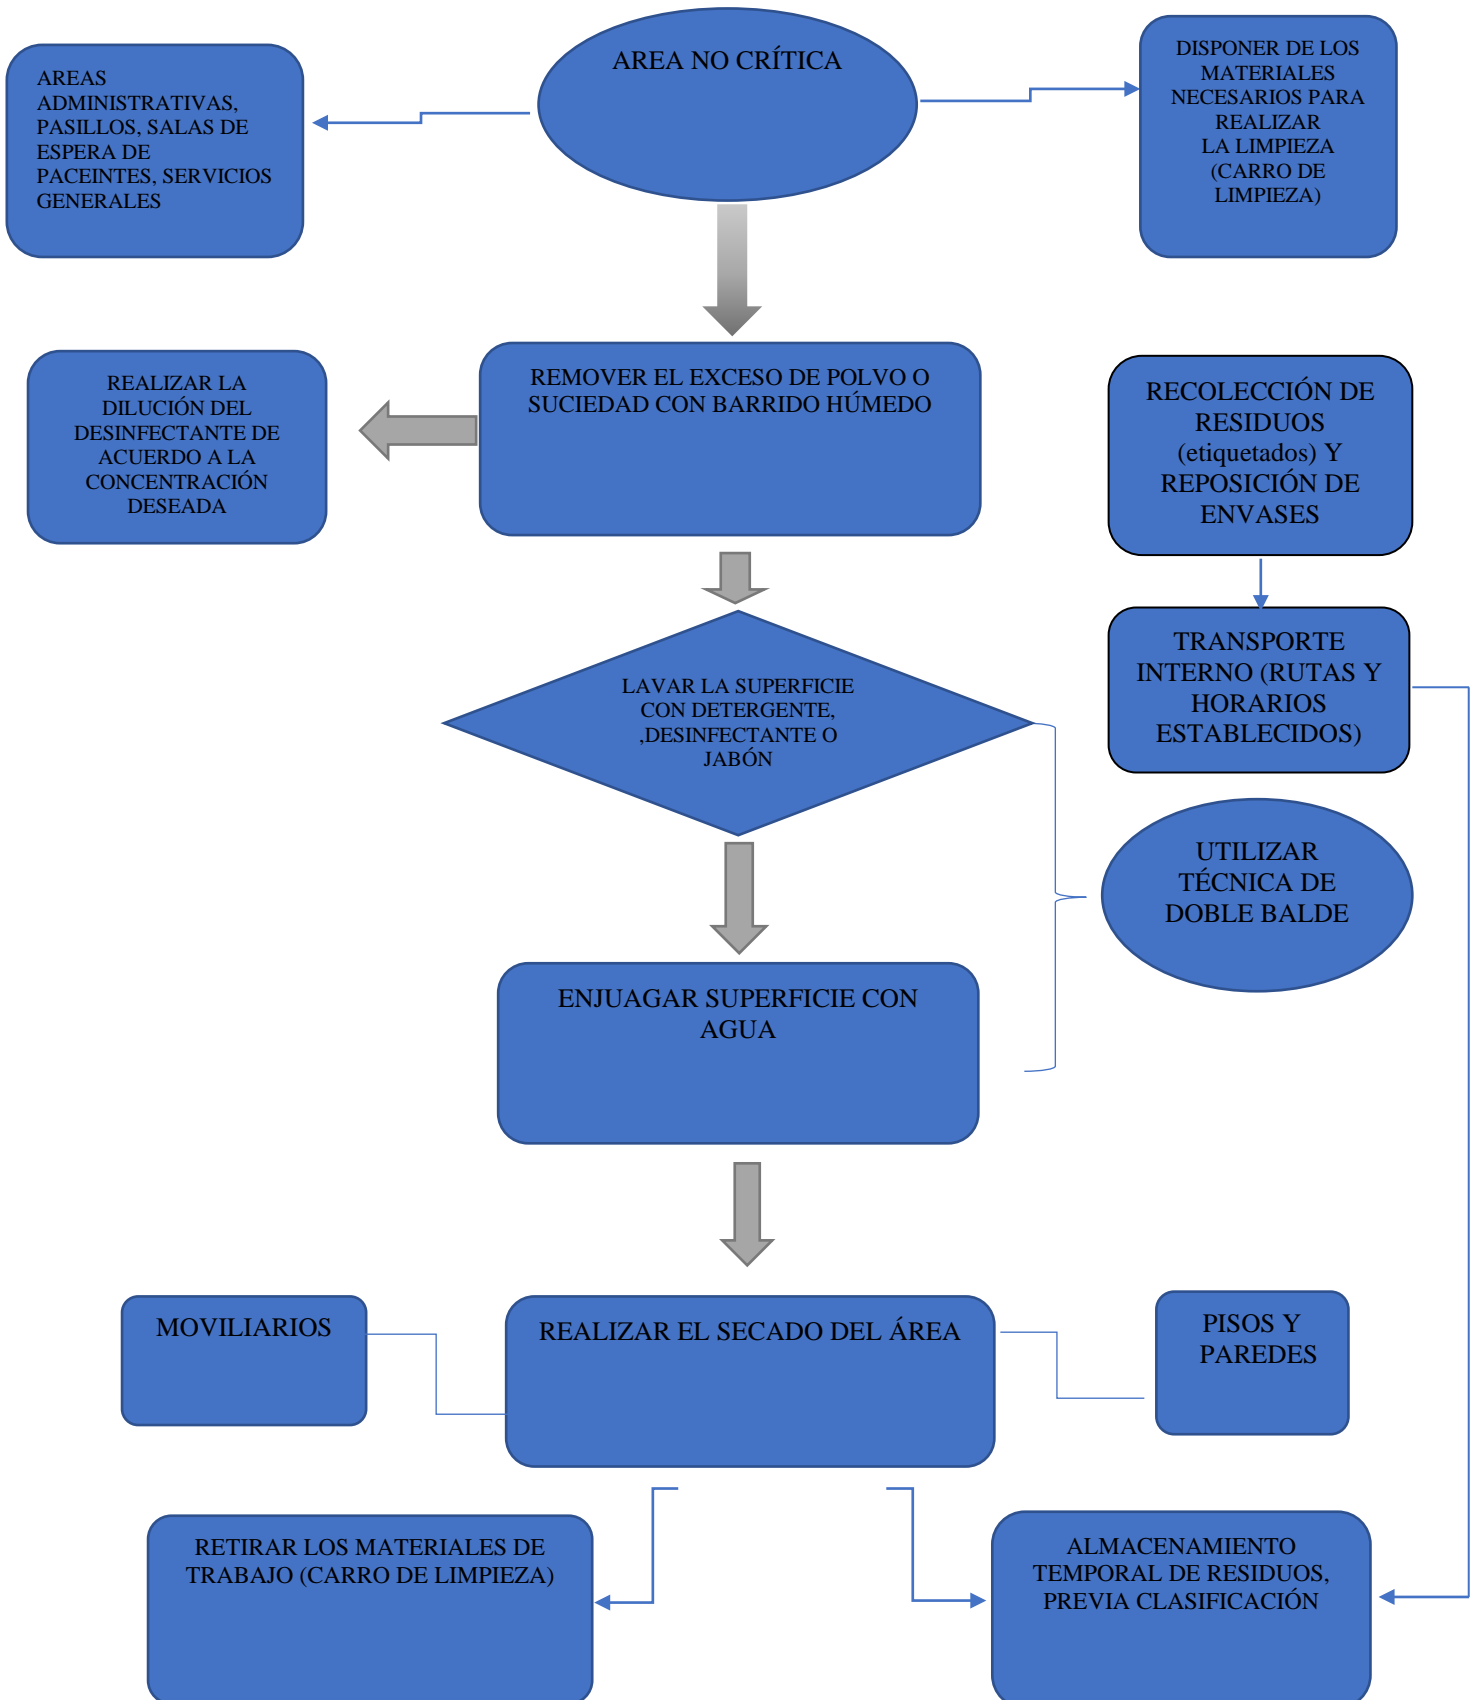 AREA NO CRÍTICA
AREAS
ADMINISTRATIVAS,
PASILLOS, SALAS DE
ESPERA DE
PACEINTES, SERVICIOS
GENERALES
DISPONER DE LOS
MATERIALES
NECESARIOS PARA
REALIZAR
LA LIMPIEZA
(CARRO DE
LIMPIEZA)
REALIZAR LA
DILUCIÓN DEL
DESINFECTANTE DE
ACUERDO A LA
CONCENTRACIÓN
DESEADA
REMOVER EL EXCESO DE POLVO O
SUCIEDAD CON BARRIDO HÚMEDO
RECOLECCIÓN DE
RESIDUOS
(etiquetados) Y
REPOSICIÓN DE
ENVASES
LAVAR LA SUPERFICIE
CON DETERGENTE,
,DESINFECTANTE O
JABÓN
TRANSPORTE
INTERNO (RUTAS Y
HORARIOS
ESTABLECIDOS)
UTILIZAR
TÉCNICA DE
DOBLE BALDE
ENJUAGAR SUPERFICIE CON
AGUA
MOVILIARIOS
REALIZAR EL SECADO DEL ÁREA
PISOS Y
PAREDES
RETIRAR LOS MATERIALES DE
TRABAJO (CARRO DE LIMPIEZA)
ALMACENAMIENTO
TEMPORAL DE RESIDUOS,
PREVIA CLASIFICACIÓN